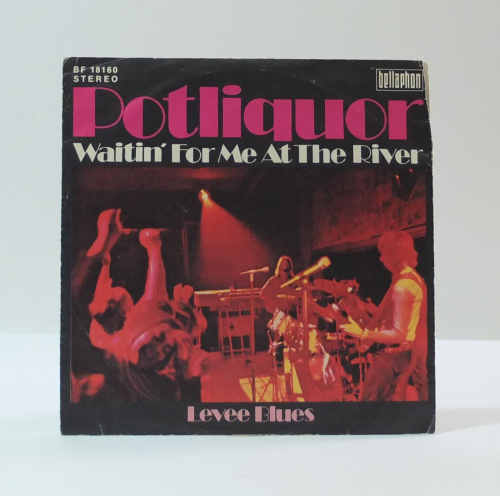 BF 18160
STEREO
bellaphon
Potliquor
Waitin' For Me At The River
Levee Blues